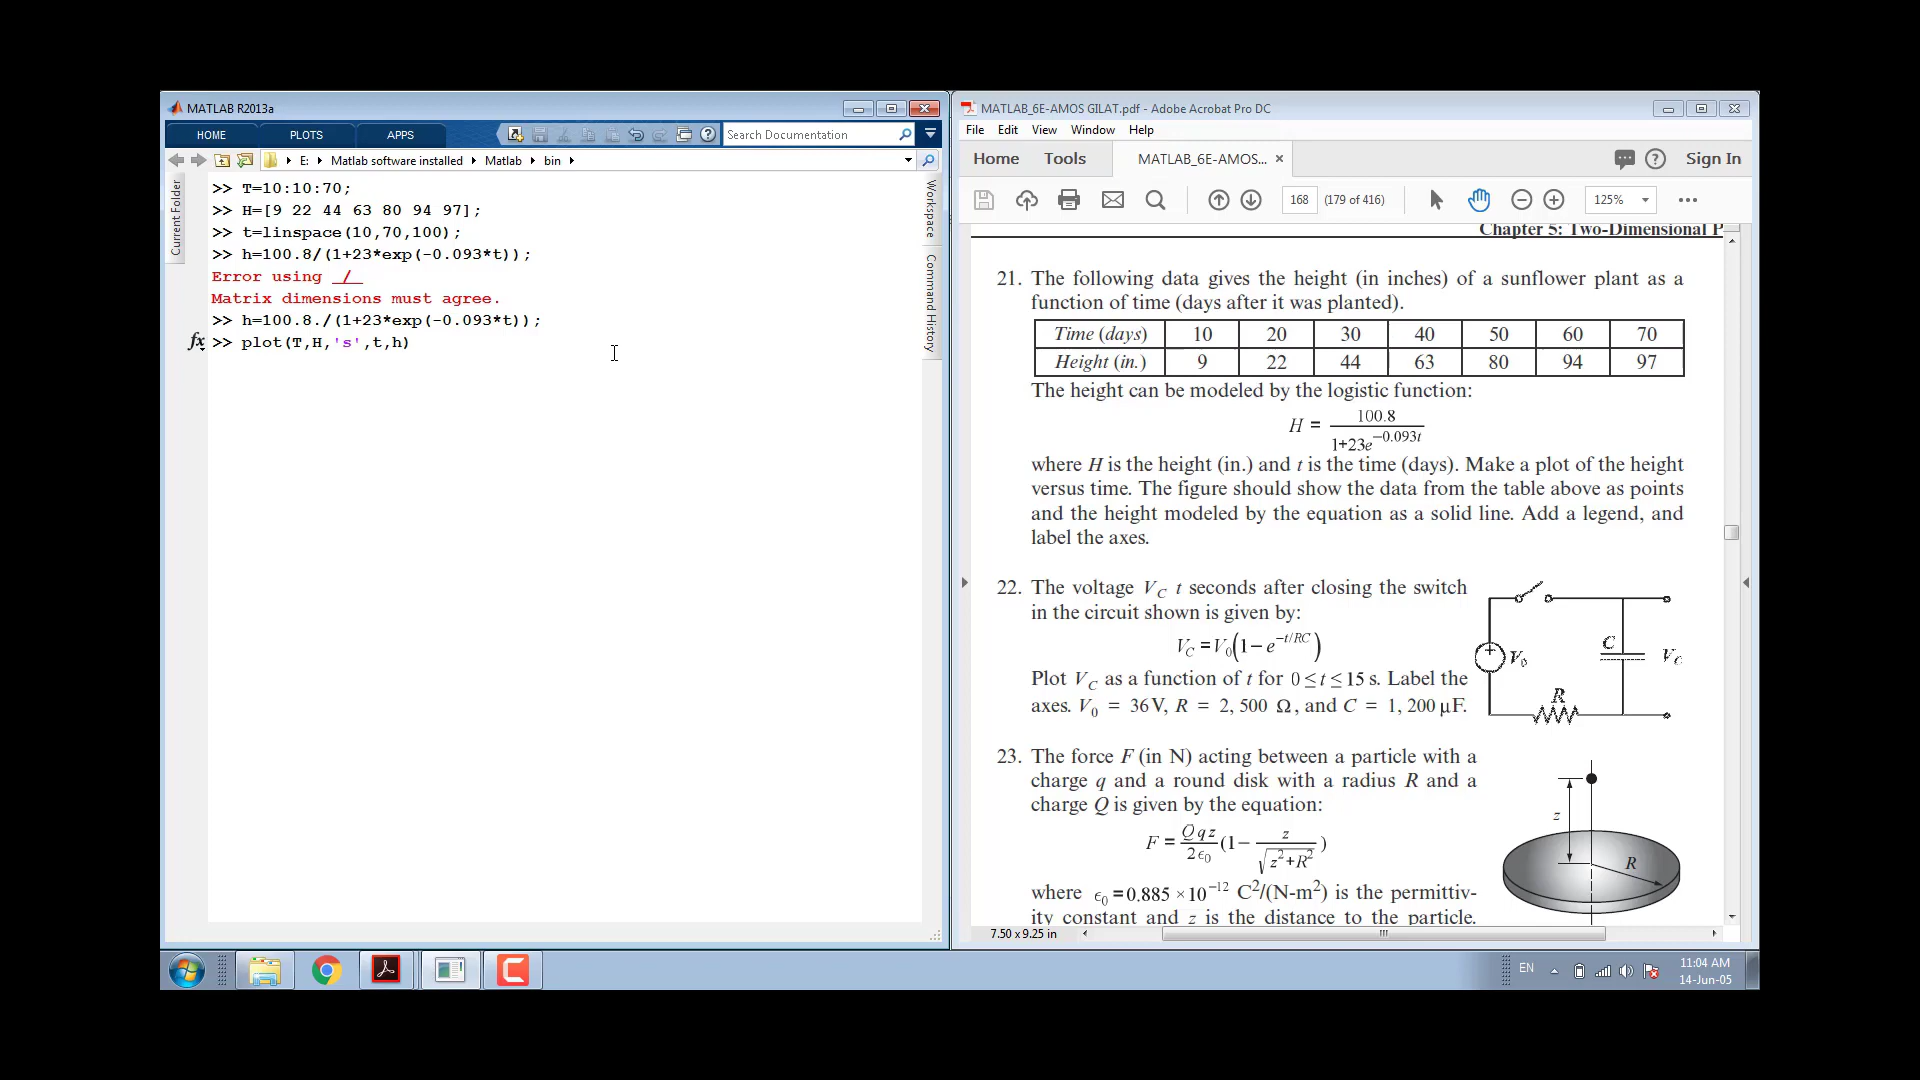 MATLAB R2013a
HOME PLOTS APPS Search Documentation
E: Matlab software installed Matlab bin
Current Folder
Workspace
Command History
>> T=10:10:70;
>> H=[9 22 44 63 80 94 97];
>> t=linspace(10,70,100);
>> h=100.8/(1+23*exp(-0.093*t));
Error using  /
Matrix dimensions must agree.
>> h=100.8./(1+23*exp(-0.093*t));
fx >> plot(T,H,'s',t,h)
MATLAB_6E-AMOS GILAT.pdf - Adobe Acrobat Pro DC
File Edit View Window Help
Home Tools MATLAB_6E-AMOS... × Sign In
168 (179 of 416) 125%
Chapter 5: Two-Dimensional P
21. The following data gives the height (in inches) of a sunflower plant as a
function of time (days after it was planted).
Time (days) 10 20 30 40 50 60 70
Height (in.) 9 22 44 63 80 94 97
The height can be modeled by the logistic function:
H = 100.8 / 1+23e^−0.093t
where H is the height (in.) and t is the time (days). Make a plot of the height
versus time. The figure should show the data from the table above as points
and the height modeled by the equation as a solid line. Add a legend, and
label the axes.
22. The voltage V_C t seconds after closing the switch
in the circuit shown is given by:
V_C = V_0(1 − e^−t/RC)
Plot V_C as a function of t for 0 ≤ t ≤ 15 s. Label the
axes. V_0 = 36 V, R = 2, 500 Ω, and C = 1, 200 µF.
V_0
C
V_C
R
23. The force F (in N) acting between a particle with a
charge q and a round disk with a radius R and a
charge Q is given by the equation:
F = Qqz / 2ϵ_0 (1− z / √z²+R²)
where ϵ_0 = 0.885 ×10^−12 C²/(N-m²) is the permittiv-
ity constant and z is the distance to the particle.
z
R
7.50 x 9.25 in
EN
11:04 AM
14-Jun-05